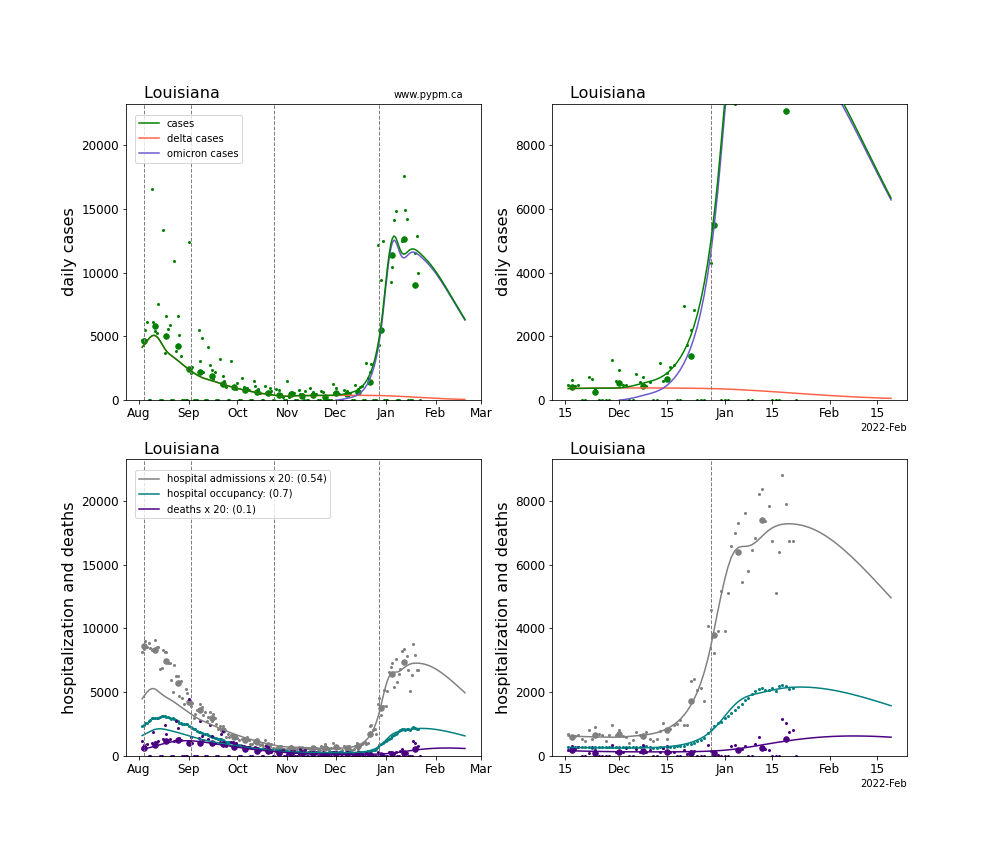 Louisiana
www.pypm.ca
daily cases
20000
15000
10000
5000
0
cases
delta cases
omicron cases
Aug Sep Oct Nov Dec Jan Feb Mar
Louisiana
daily cases
8000
6000
4000
2000
0
15 Dec 15 Jan 15 Feb 15
2022-Feb
Louisiana
hospitalization and deaths
20000
15000
10000
5000
0
hospital admissions x 20: (0.54)
hospital occupancy: (0.7)
deaths x 20: (0.1)
Aug Sep Oct Nov Dec Jan Feb Mar
Louisiana
hospitalization and deaths
8000
6000
4000
2000
0
15 Dec 15 Jan 15 Feb 15
2022-Feb